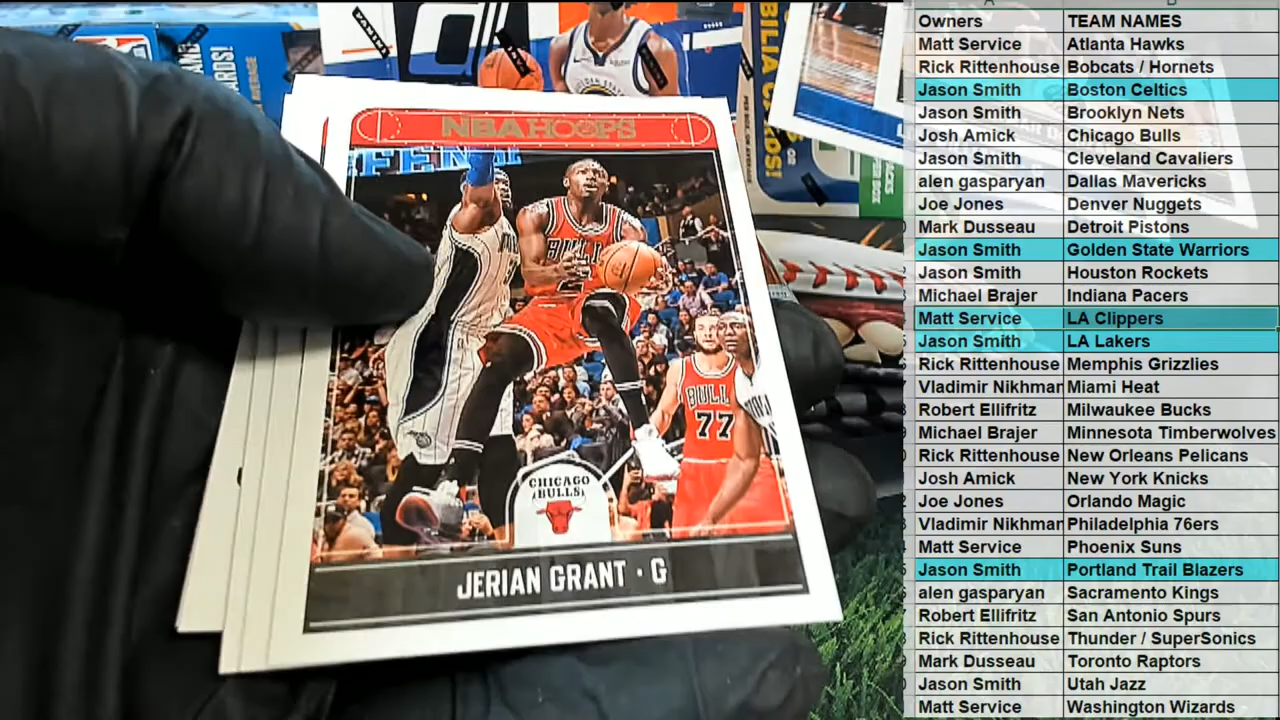 NBA HOOPS
BULL
BULL
77
CHICAGO
BULLS
JERIAN GRANT · G
PANINI
Owners TEAM NAMES
Matt Service Atlanta Hawks
Rick Rittenhouse Bobcats / Hornets
Jason Smith Boston Celtics
Jason Smith Brooklyn Nets
Josh Amick Chicago Bulls
Jason Smith Cleveland Cavaliers
alen gasparyan Dallas Mavericks
Joe Jones Denver Nuggets
Mark Dusseau Detroit Pistons
Jason Smith Golden State Warriors
Jason Smith Houston Rockets
Michael Brajer Indiana Pacers
Matt Service LA Clippers
Jason Smith LA Lakers
Rick Rittenhouse Memphis Grizzlies
Vladimir Nikhmar Miami Heat
Robert Ellifritz Milwaukee Bucks
Michael Brajer Minnesota Timberwolves
Rick Rittenhouse New Orleans Pelicans
Josh Amick New York Knicks
Joe Jones Orlando Magic
Vladimir Nikhmar Philadelphia 76ers
Matt Service Phoenix Suns
Jason Smith Portland Trail Blazers
alen gasparyan Sacramento Kings
Robert Ellifritz San Antonio Spurs
Rick Rittenhouse Thunder / SuperSonics
Mark Dusseau Toronto Raptors
Jason Smith Utah Jazz
Matt Service Washington Wizards